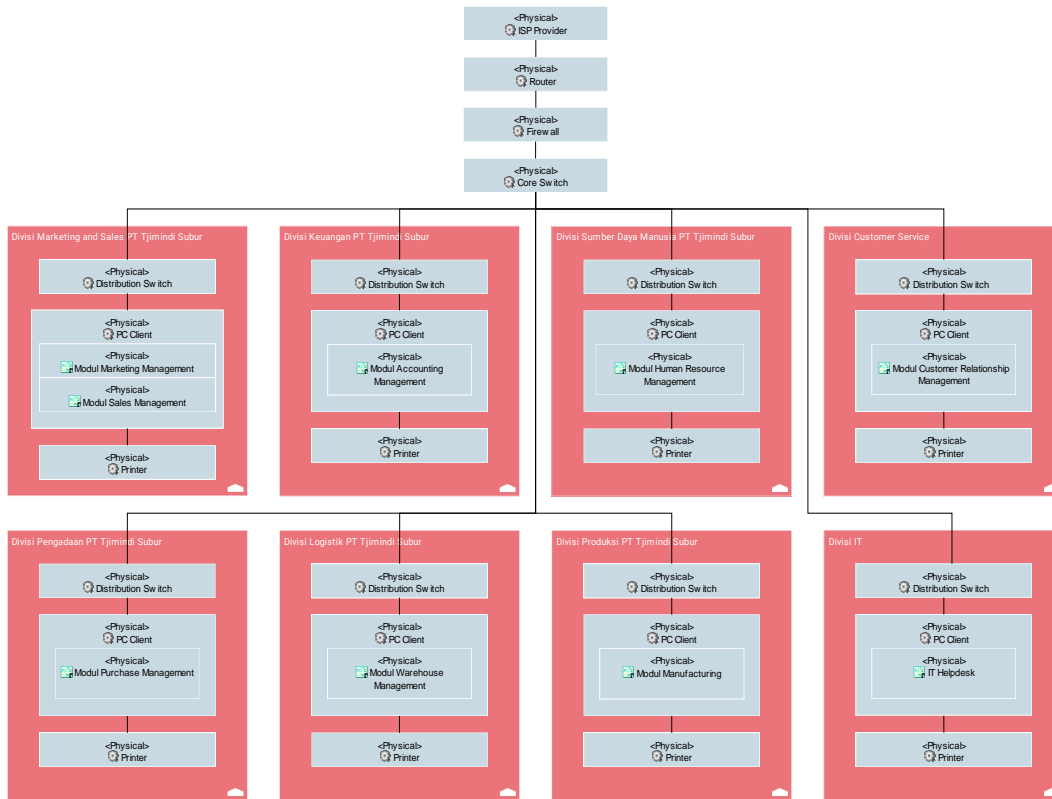 <Physical>
ISP Provider
<Physical>
Router
<Physical>
Firewall
<Physical>
Core Switch
Divisi Marketing and Sales PT Tjimindi Subur
<Physical>
Distribution Switch
<Physical>
PC Client
<Physical>
Modul Marketing Management
<Physical>
Modul Sales Management
<Physical>
Printer
Divisi Keuangan PT Tjimindi Subur
<Physical>
Distribution Switch
<Physical>
PC Client
<Physical>
Modul Accounting
Management
<Physical>
Printer
Divisi Sumber Daya Manusia PT Tjimindi Subur
<Physical>
Distribution Switch
<Physical>
PC Client
<Physical>
Modul Human Resource
Management
<Physical>
Printer
Divisi Customer Service
<Physical>
Distribution Switch
<Physical>
PC Client
<Physical>
Modul Customer Relationship
Management
<Physical>
Printer
Divisi Pengadaan PT Tjimindi Subur
<Physical>
Distribution Switch
<Physical>
PC Client
<Physical>
Modul Purchase Management
<Physical>
Printer
Divisi Logistik PT Tjimindi Subur
<Physical>
Distribution Switch
<Physical>
PC Client
<Physical>
Modul Warehouse
Management
<Physical>
Printer
Divisi Produksi PT Tjimindi Subur
<Physical>
Distribution Switch
<Physical>
PC Client
<Physical>
Modul Manufacturing
<Physical>
Printer
Divisi IT
<Physical>
Distribution Switch
<Physical>
PC Client
<Physical>
IT Helpdesk
<Physical>
Printer